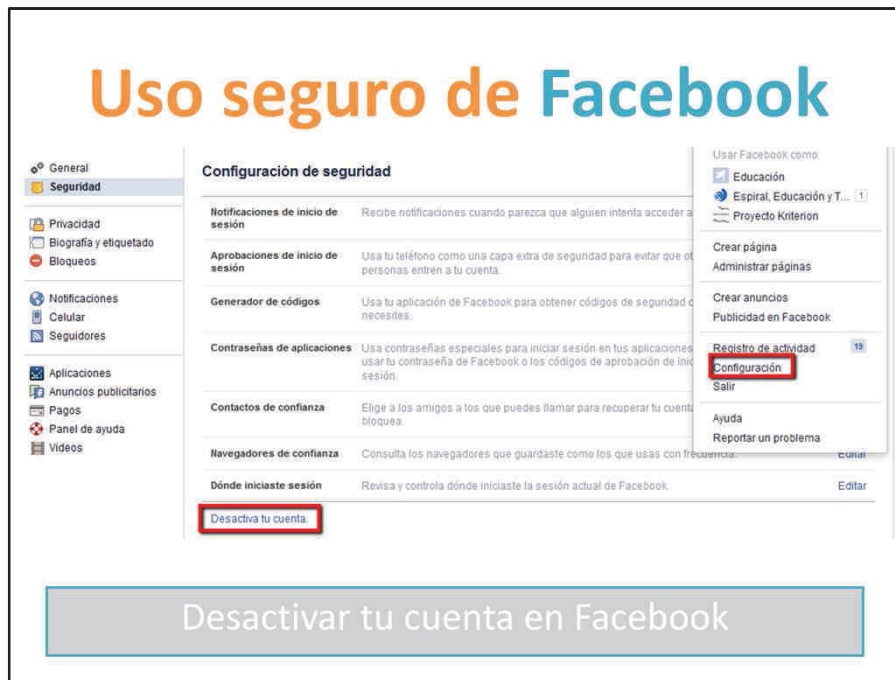 Uso seguro de Facebook
General
Seguridad
Privacidad
Biografía y etiquetado
Bloqueos
Notificaciones
Celular
Seguidores
Aplicaciones
Anuncios publicitarios
Pagos
Panel de ayuda
Videos
Configuración de seguridad
Notificaciones de inicio de
sesión
Recibe notificaciones cuando parezca que alguien intenta acceder a
Aprobaciones de inicio de
sesión
Usa tu teléfono como una capa extra de seguridad para evitar que
personas entren a tu cuenta.
Generador de códigos
Usa tu aplicación de Facebook para obtener códigos de seguridad
necesites.
Contraseñas de aplicaciones
Usa contraseñas especiales para iniciar sesión en tus aplicaciones
usar tu contraseña de Facebook o los códigos de aprobación de
sesión.
Contactos de confianza
Elige a los amigos a los que puedes llamar para recuperar tu
bloquea.
Navegadores de confianza
Consulta los navegadores que guardaste como los que usas con frecuencia.
Editar
Dónde iniciaste sesión
Revisa y controla dónde iniciaste la sesión actual de Facebook.
Editar
Desactiva tu cuenta.
Usar Facebook como:
Educación
Espiral, Educación y T... 1
Proyecto Kriterion
Crear página
Administrar páginas
Crear anuncios
Publicidad en Facebook
Registro de actividad 19
Configuración
Salir
Ayuda
Reportar un problema
Desactivar tu cuenta en Facebook